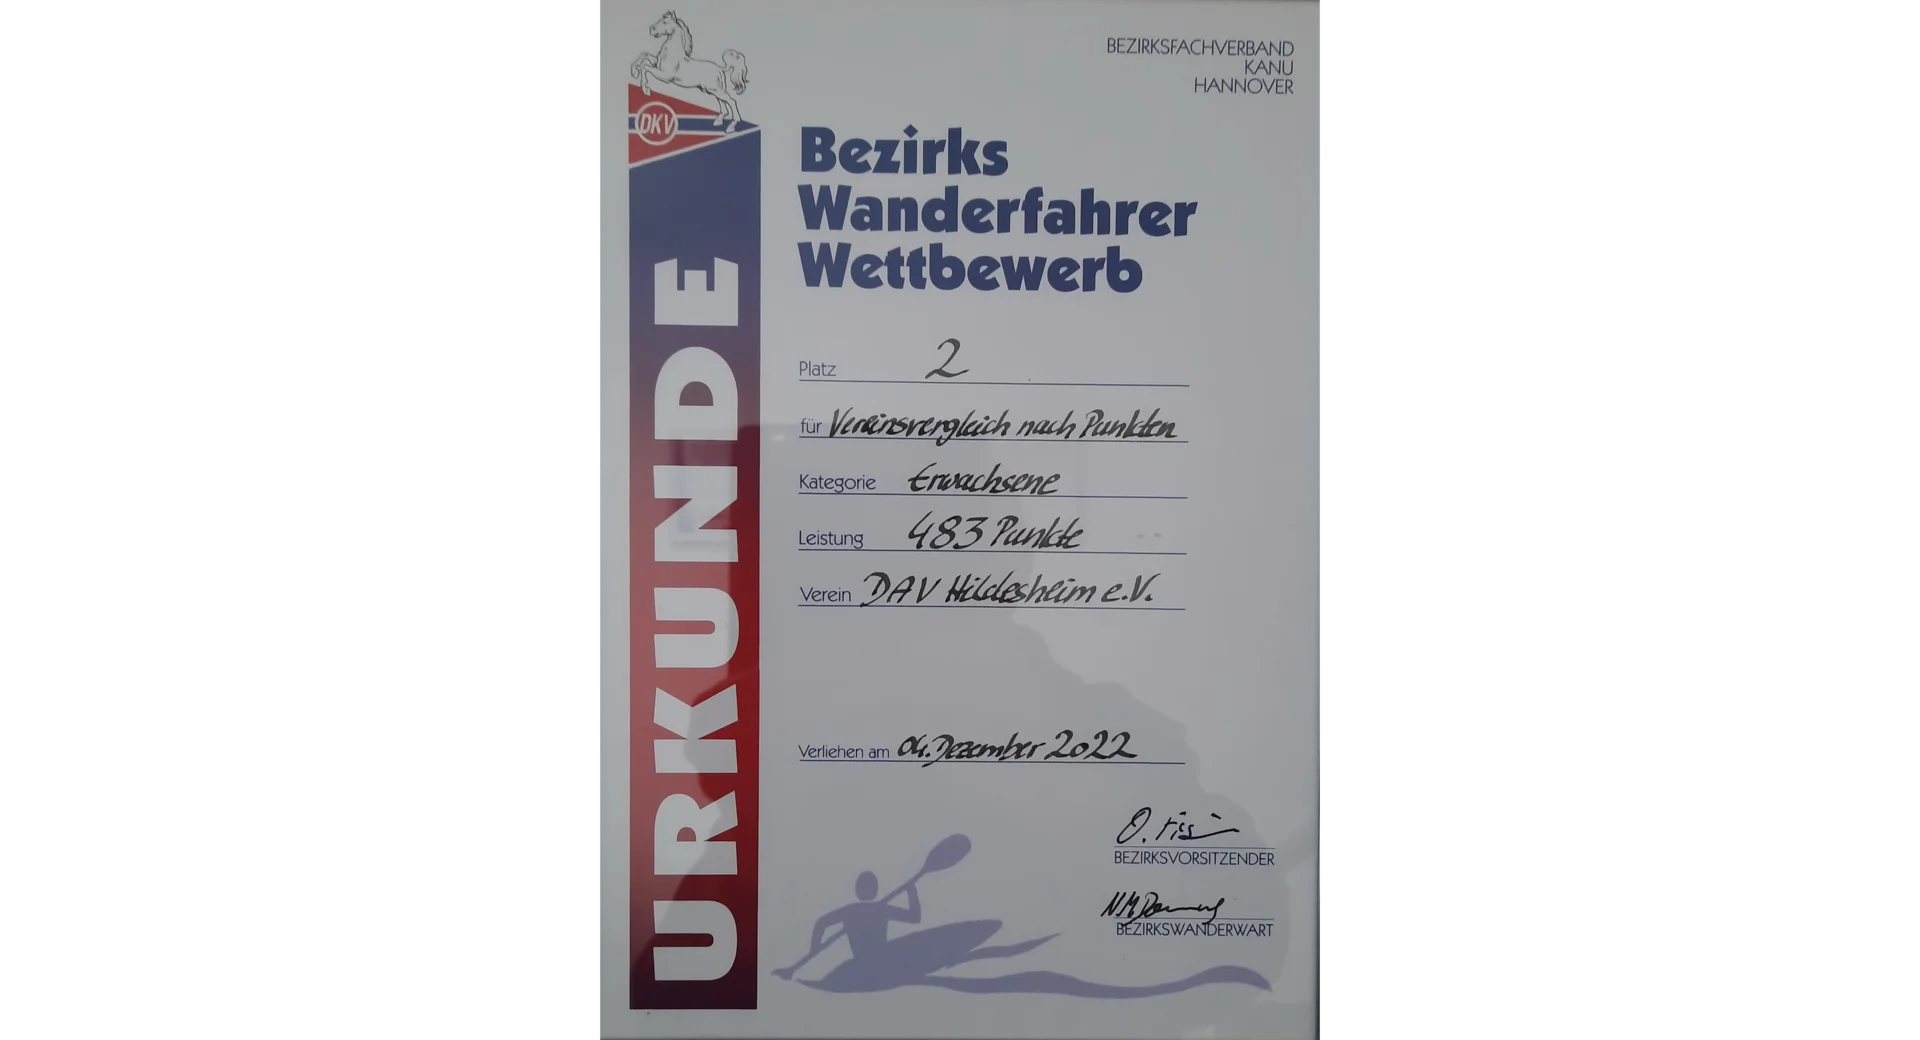 BEZIRKSFACHVERBAND
KANU
HANNOVER
DKV
URKUNDE
Bezirks
Wanderfahrer
Wettbewerb
Platz 2
für Vereinsvergleich nach Punkten
Kategorie Erwachsene
Leistung 483 Punkte
Verein DAV Hildesheim e.V.
Verliehen am 04. Dezember 2022
BEZIRKSVORSITZENDER
BEZIRKSWANDERWART